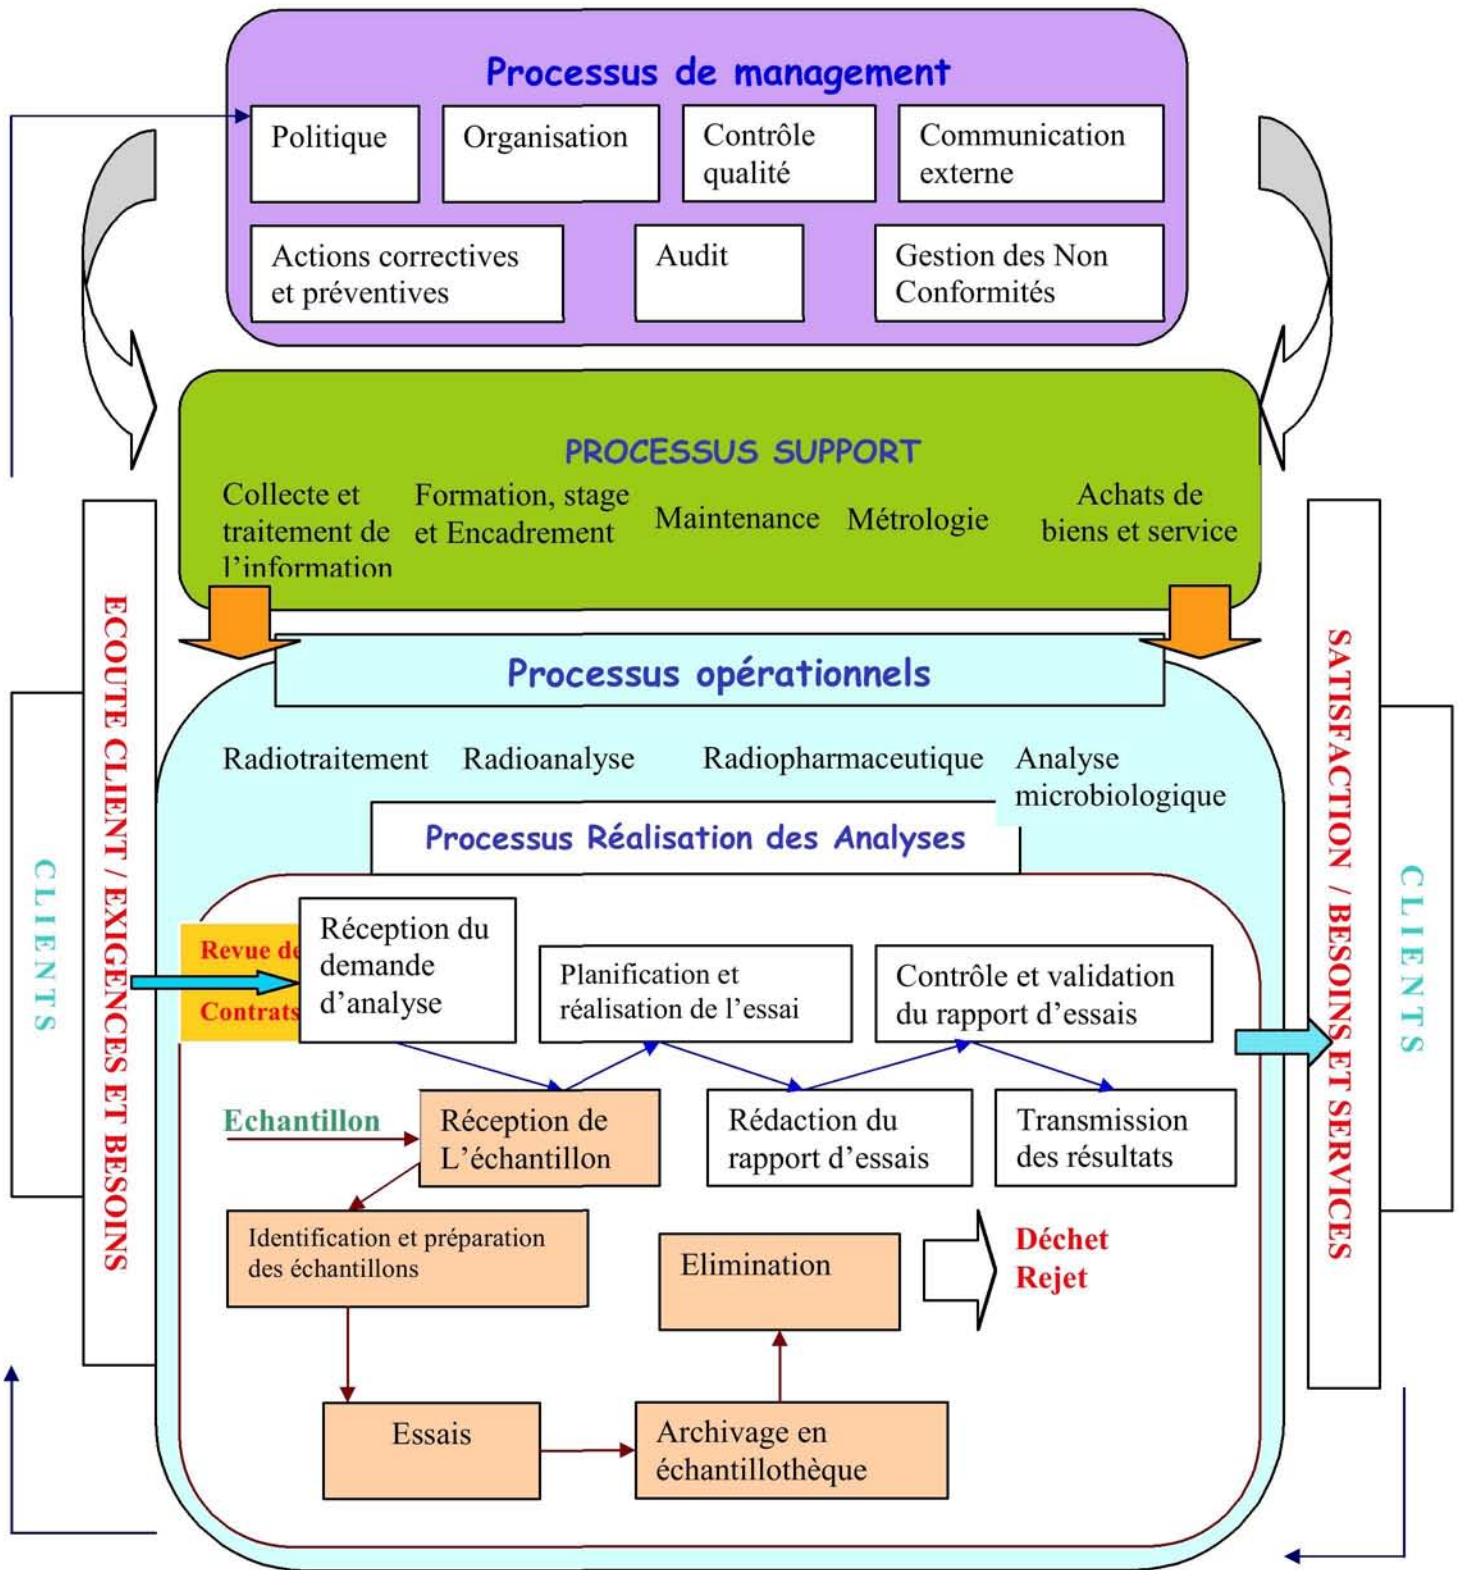 Processus de management
Politique
Organisation
Contrôle
qualité
Communication
externe
Actions correctives
et préventives
Audit
Gestion des Non
Conformités
PROCESSUS SUPPORT
Collecte et
traitement de
l’information
Formation, stage
et Encadrement
Maintenance
Métrologie
Achats de
biens et service
Processus opérationnels
Radiotraitement
Radioanalyse
Radiopharmaceutique
Analyse
microbiologique
Processus Réalisation des Analyses
CLIENTS
ECOUTE CLIENT / EXIGENCES ET BESOINS
Revue de
Contrats
Réception du
demande
d’analyse
Planification et
réalisation de l’essai
Contrôle et validation
du rapport d’essais
Echantillon
Réception de
L’échantillon
Rédaction du
rapport d’essais
Transmission
des résultats
Identification et préparation
des échantillons
Elimination
Déchet
Rejet
Essais
Archivage en
échantillothèque
SATISFACTION / BESOINS ET SERVICES
CLIENTS